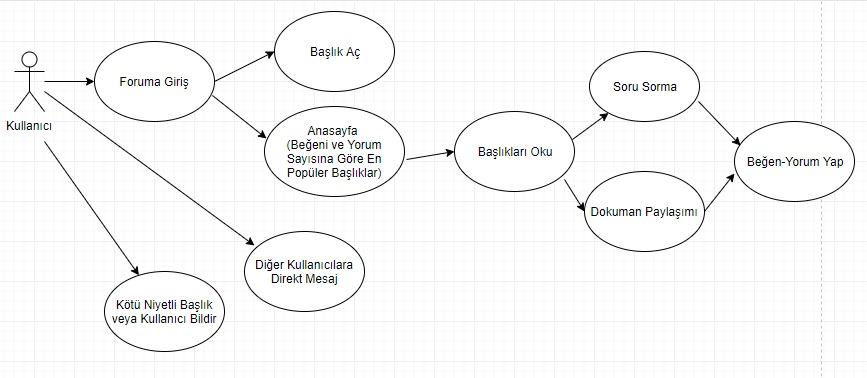 Kullanıcı
Foruma Giriş
Başlık Aç
Anasayfa
(Beğeni ve Yorum
Sayısına Göre En
Popüler Başlıklar)
Başlıkları Oku
Soru Sorma
Dokuman Paylaşımı
Beğen-Yorum Yap
Diğer Kullanıcılara
Direkt Mesaj
Kötü Niyetli Başlık
veya Kullanıcı Bildir